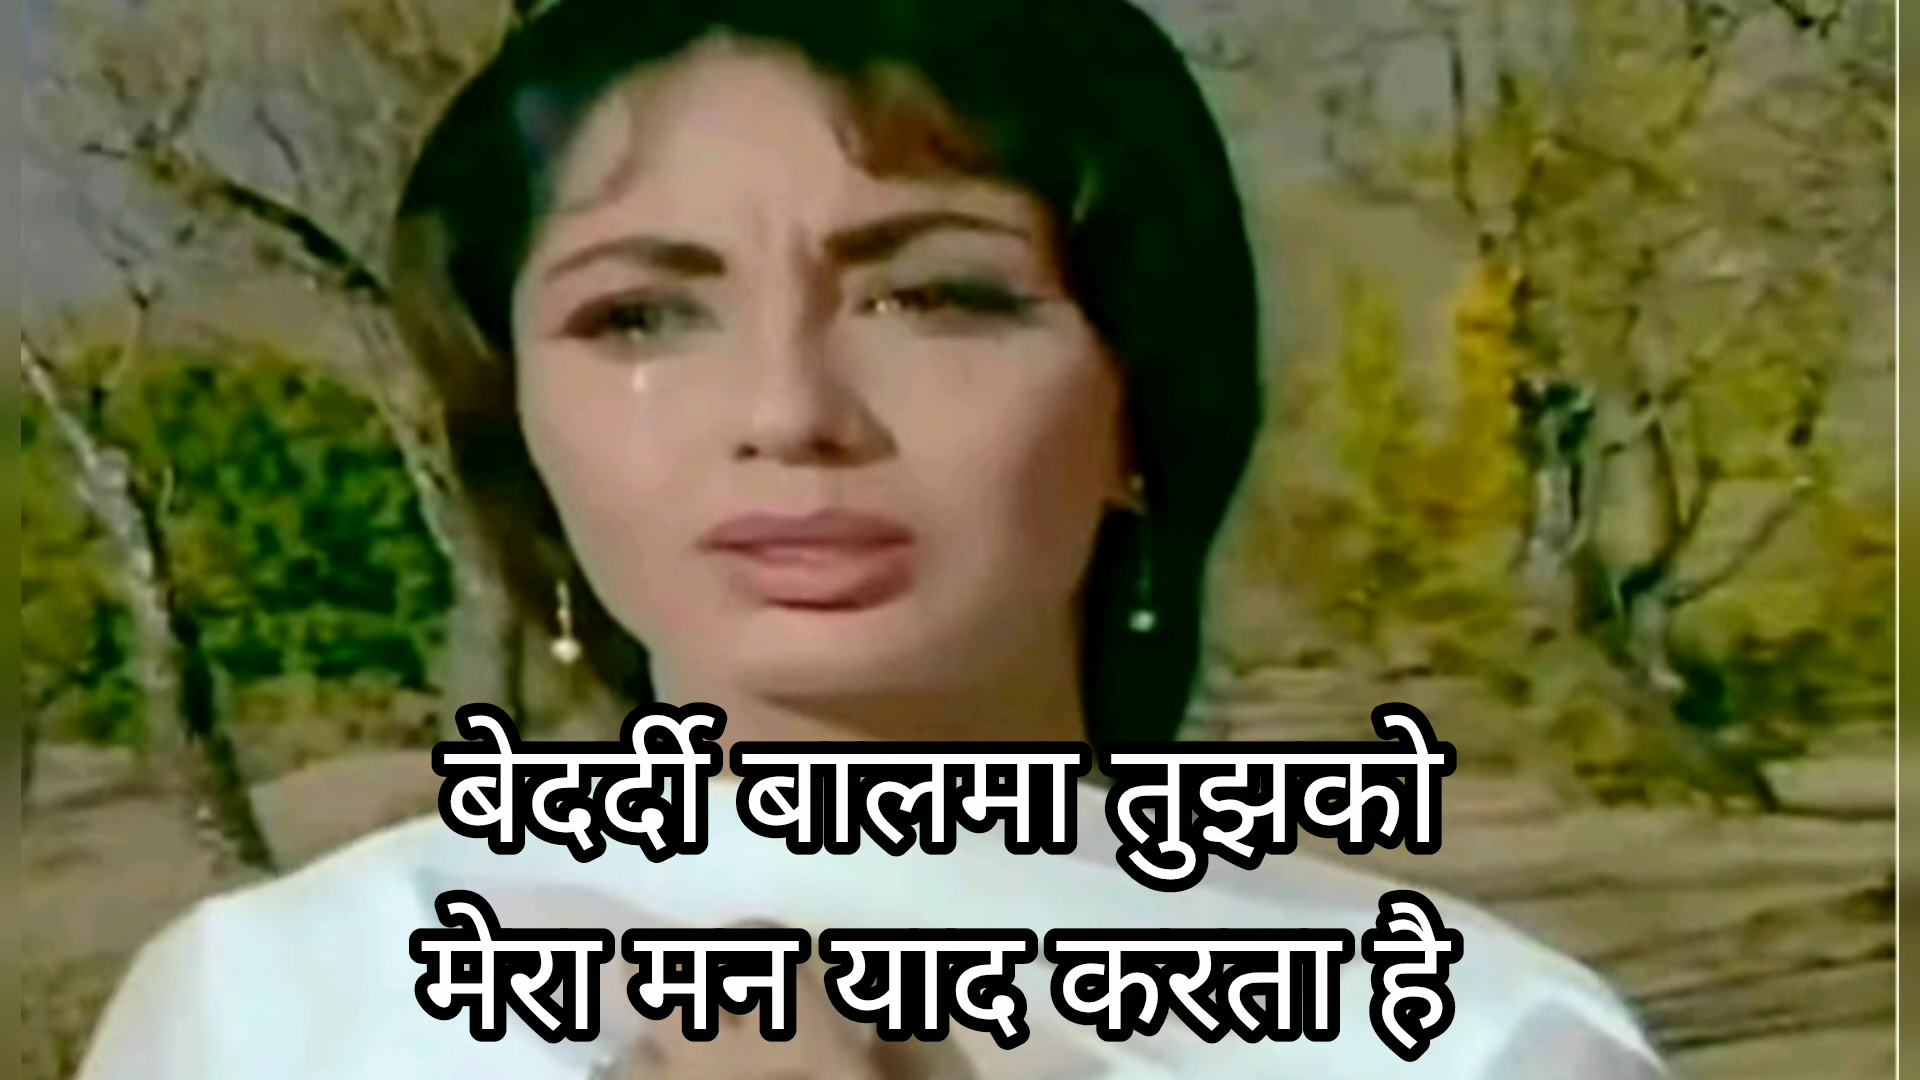 बेदर्दी बालमा तुझको
मेरा मन याद करता है